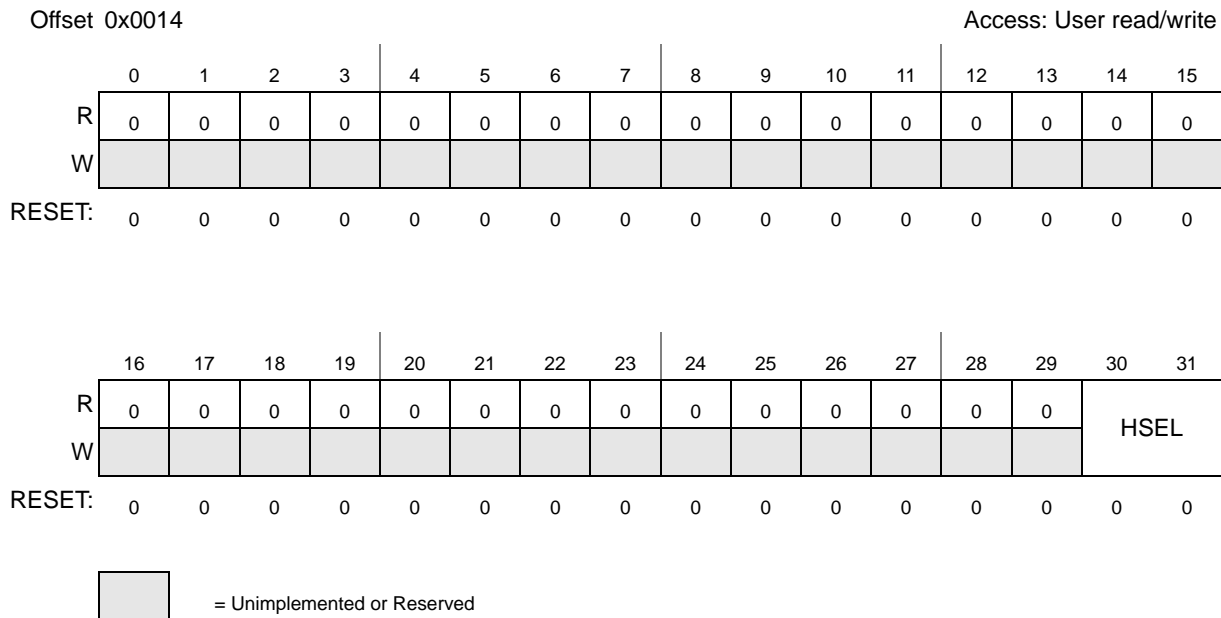 Offset 0x0014 Access: User read/write
0 1 2 3 4 5 6 7 8 9 10 11 12 13 14 15
R 0 0 0 0 0 0 0 0 0 0 0 0 0 0 0 0
W
RESET: 0 0 0 0 0 0 0 0 0 0 0 0 0 0 0 0
16 17 18 19 20 21 22 23 24 25 26 27 28 29 30 31
R 0 0 0 0 0 0 0 0 0 0 0 0 0 0 HSEL
W
RESET: 0 0 0 0 0 0 0 0 0 0 0 0 0 0 0 0
= Unimplemented or Reserved